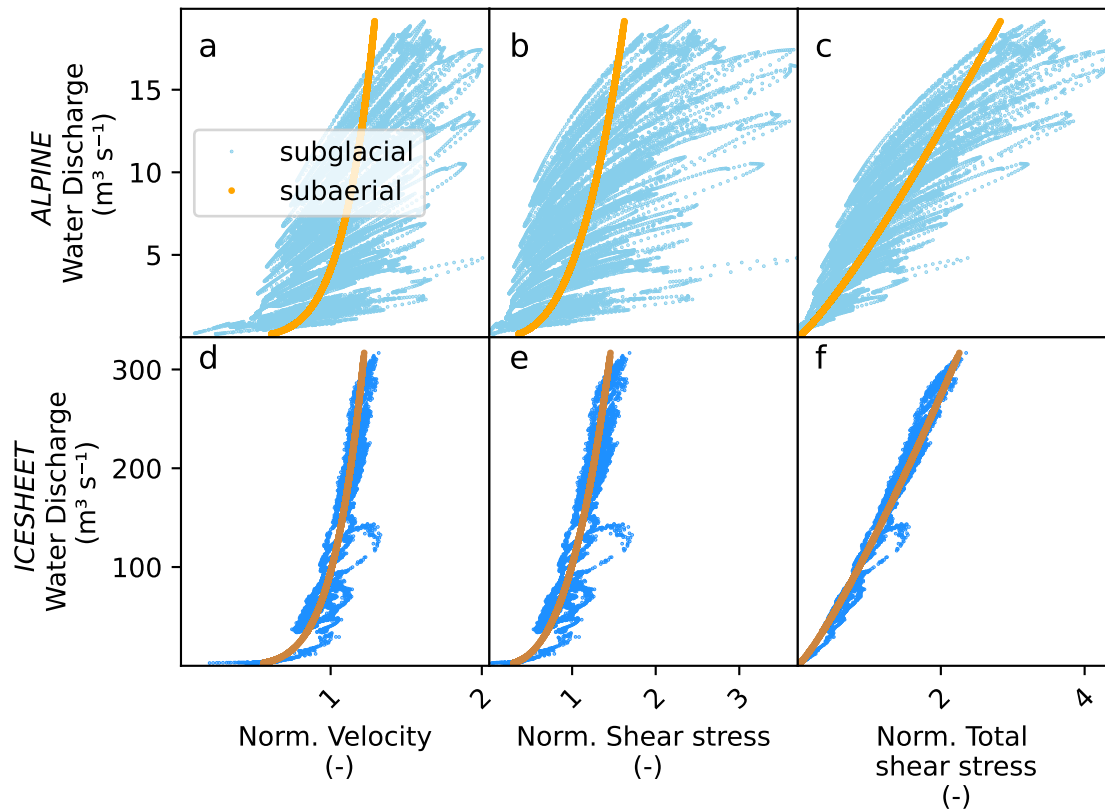 a
b
c
ALPINE
Water Discharge
(m³ s⁻¹)
15
10
5
subglacial
subaerial
d
e
f
ICESHEET
Water Discharge
(m³ s⁻¹)
300
200
100
1
2
1
2
3
2
4
Norm. Velocity
(-)
Norm. Shear stress
(-)
Norm. Total
shear stress
(-)